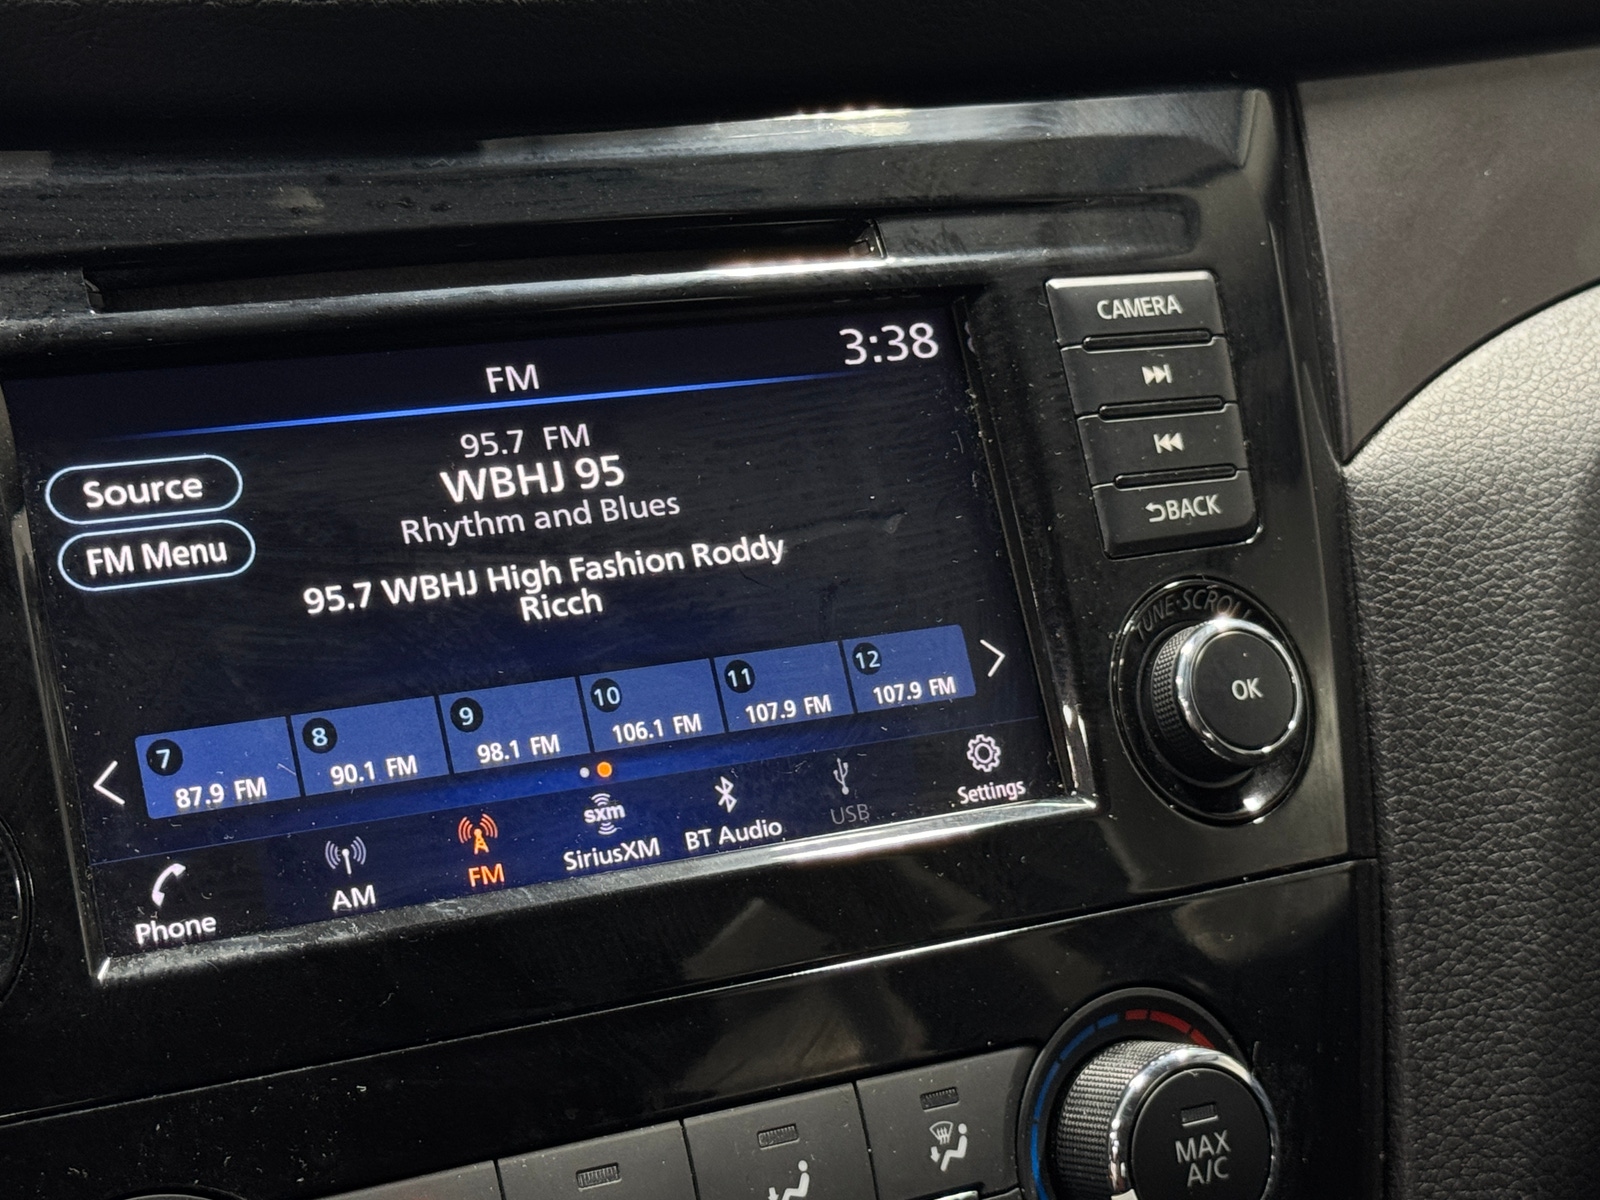 3:38
FM
95.7 FM
WBHJ 95
Rhythm and Blues
95.7 WBHJ High Fashion Roddy
Ricch
Source
FM Menu
7
87.9 FM
8
90.1 FM
9
98.1 FM
10
106.1 FM
11
107.9 FM
12
107.9 FM
Phone
AM
FM
sxm
SiriusXM
BT Audio
USB
Settings
CAMERA
BACK
TUNE·SCROLL
OK
MAX
A/C